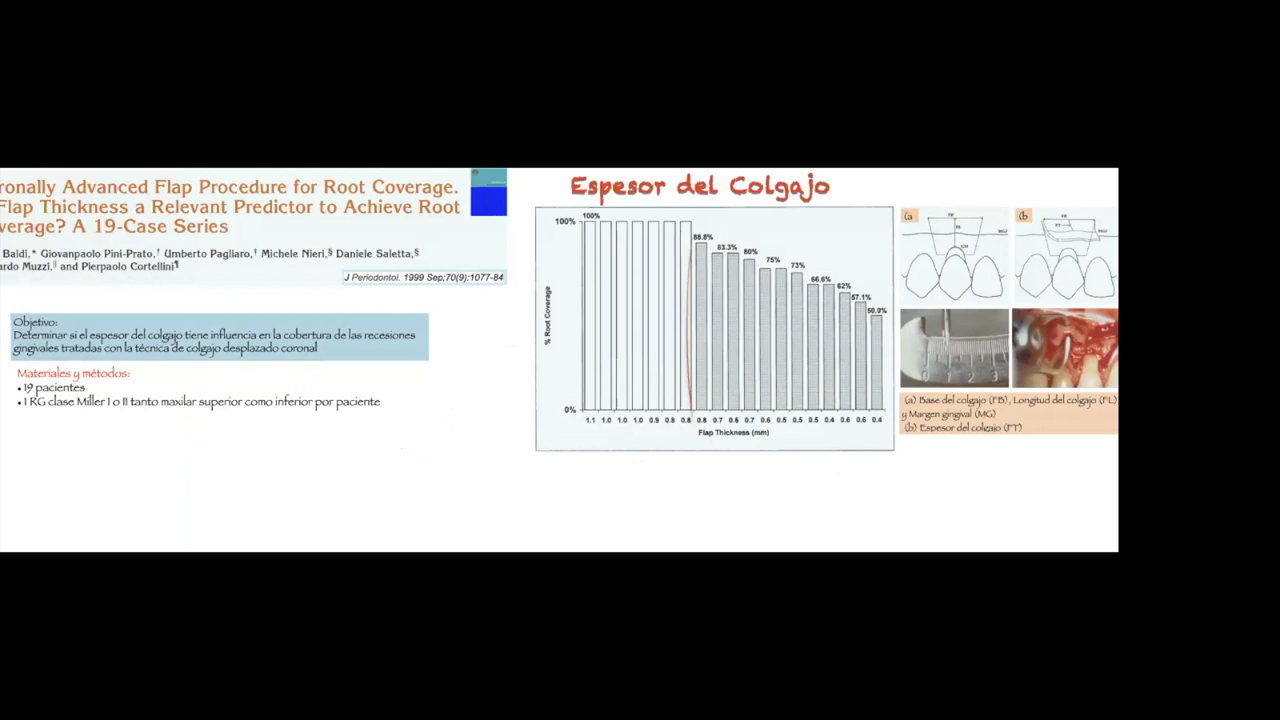 ronally Advanced Flap Procedure for Root Coverage.
Flap Thickness a Relevant Predictor to Achieve Root
verage? A 19-Case Series
Baldi,* Giovanpaolo Pini-Prato,† Umberto Pagliaro,† Michele Nieri,§ Daniele Saletta,§
ardo Muzzi,‖ and Pierpaolo Cortellini¶
J Periodontol. 1999 Sep;70(9):1077-84
Objetivo:
Determinar si el espesor del colgajo tiene influencia en la cobertura de las recesiones
gingivales tratadas con la técnica de colgajo desplazado coronal
Materiales y métodos:
• 19 pacientes
• 1 RG clase Miller I o II tanto maxilar superior como inferior por paciente
Espesor del Colgajo
100%
100%
88.8%
83.3%
80%
75%
73%
66.6%
62%
57.1%
50.0%
% Root Coverage
0%
1.1 1.0 1.0 1.0 0.9 0.8 0.8 0.8 0.7 0.8 0.7 0.6 0.5 0.5 0.5 0.4 0.6 0.6 0.4
Flap Thickness (mm)
(a
(b
0 1 2 3
(a) Base del colgajo (FB), Longitud del colgajo (FL)
y Margen gingival (MG)
(b) Espesor del colgajo (FT)